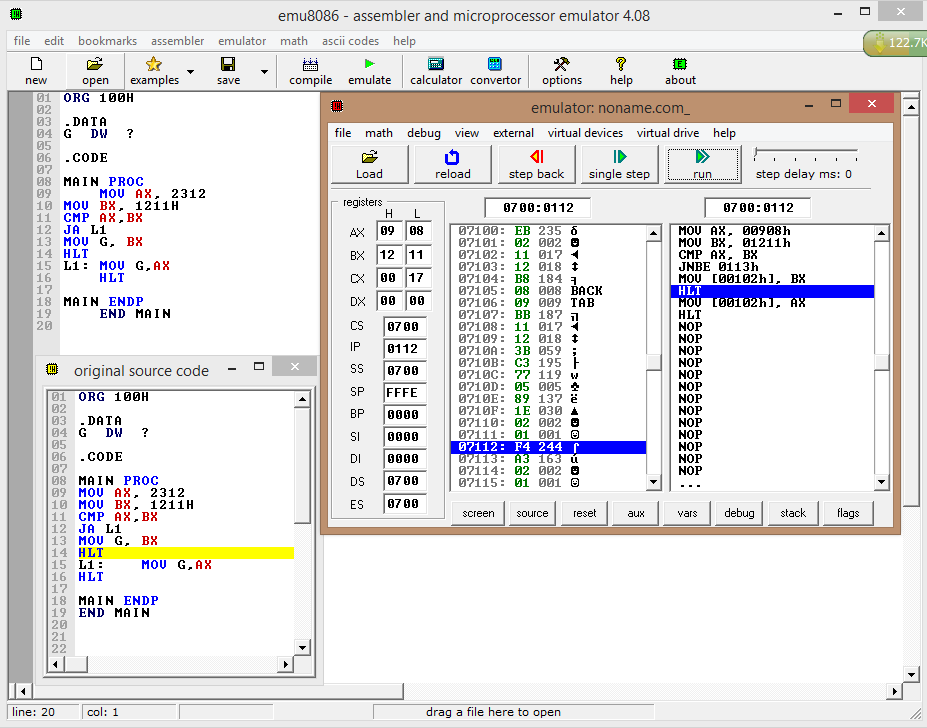 emu8086 - assembler and microprocessor emulator 4.08
file edit bookmarks assembler emulator math ascii codes help
122.7K
new open examples save compile emulate calculator convertor options help about
01 ORG 100H
02
03 .DATA
04 G DW ?
05
06 .CODE
07
08 MAIN PROC
09 MOV AX, 2312
10 MOV BX, 1211H
11 CMP AX,BX
12 JA L1
13 MOV G, BX
14 HLT
15 L1: MOV G,AX
16 HLT
17
18 MAIN ENDP
19 END MAIN
20
original source code
01 ORG 100H
02
03 .DATA
04 G DW ?
05
06 .CODE
07
08 MAIN PROC
09 MOV AX, 2312
10 MOV BX, 1211H
11 CMP AX,BX
12 JA L1
13 MOV G, BX
14 HLT
15 L1: MOV G,AX
16 HLT
17
18 MAIN ENDP
19 END MAIN
20
21
22
emulator: noname.com_
file math debug view external virtual devices virtual drive help
Load reload step back single step run step delay ms: 0
registers
H L
AX 09 08
BX 12 11
CX 00 17
DX 00 00
CS 0700
IP 0112
SS 0700
SP FFFE
BP 0000
SI 0000
DI 0000
DS 0700
ES 0700
0700:0112
07100: EB 235 δ
07101: 02 002 ☻
07102: 11 017 ◄
07103: 12 018 ↕
07104: B8 184 ╕
07105: 08 008 BACK
07106: 09 009 TAB
07107: BB 187 ╗
07108: 11 017 ◄
07109: 12 018 ↕
0710A: 3B 059 ;
0710B: C3 195 ├
0710C: 77 119 w
0710D: 05 005 ♣
0710E: 89 137 ë
0710F: 1E 030 ▲
07110: 02 002 ☻
07111: 01 001 ☺
07112: F4 244 ⌠
07113: A3 163 ú
07114: 02 002 ☻
07115: 01 001 ☺
0700:0112
MOV AX, 00908h
MOV BX, 01211h
CMP AX, BX
JNBE 0113h
MOV [00102h], BX
HLT
MOV [00102h], AX
HLT
NOP
NOP
NOP
NOP
NOP
NOP
NOP
NOP
NOP
NOP
NOP
NOP
NOP
...
screen source reset aux vars debug stack flags
line: 20 col: 1 drag a file here to open